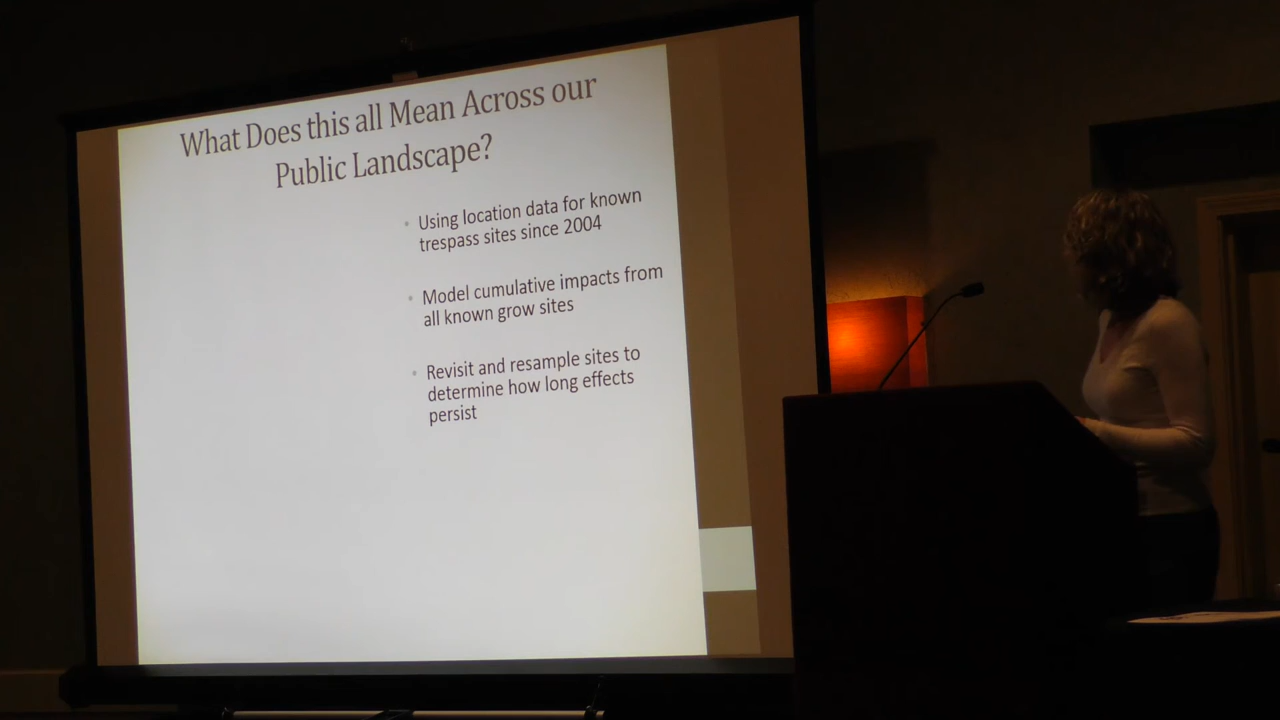 What Does this all Mean Across our
Public Landscape?
• Using location data for known
trespass sites since 2004
• Model cumulative impacts from
all known grow sites
• Revisit and resample sites to
determine how long effects
persist